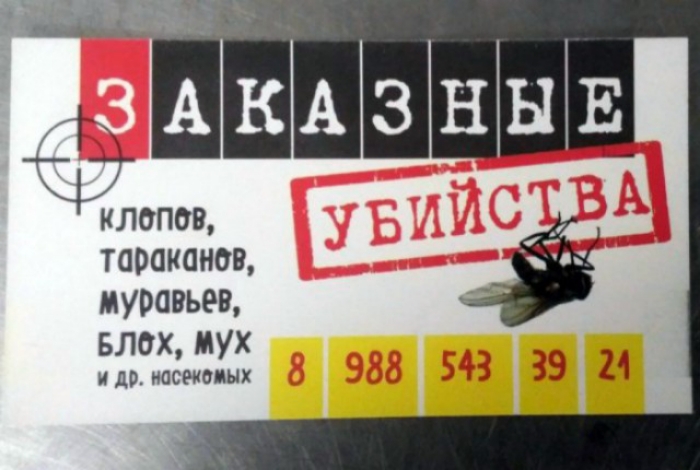 ЗАКАЗНЫЕ
УБИЙСТВА
КЛОПОВ,
ТАРАКАНОВ,
МУРАВЬЕВ,
БЛОХ, МУХ
И ДР. НАСЕКОМЫХ
8 988 543 39 21